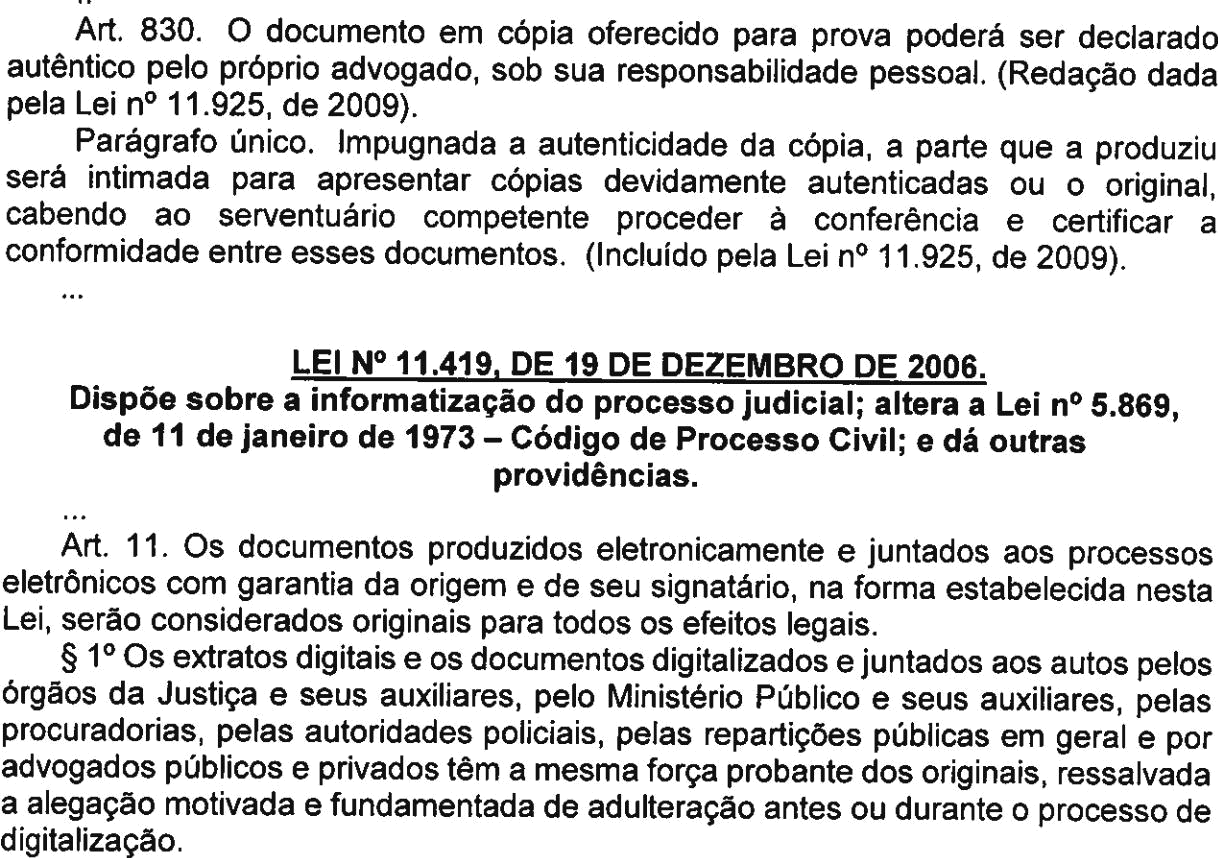 Art. 830. O documento em cópia oferecido para prova poderá ser declarado
autêntico pelo próprio advogado, sob sua responsabilidade pessoal. (Redação dada
pela Lei nº 11.925, de 2009).
Parágrafo único. Impugnada a autenticidade da cópia, a parte que a produziu
será intimada para apresentar cópias devidamente autenticadas ou o original,
cabendo ao serventuário competente proceder à conferência e certificar a
conformidade entre esses documentos. (Incluído pela Lei nº 11.925, de 2009).
...
LEI Nº 11.419, DE 19 DE DEZEMBRO DE 2006.
Dispõe sobre a informatização do processo judicial; altera a Lei nº 5.869,
de 11 de janeiro de 1973 – Código de Processo Civil; e dá outras
providências.
...
Art. 11. Os documentos produzidos eletronicamente e juntados aos processos
eletrônicos com garantia da origem e de seu signatário, na forma estabelecida nesta
Lei, serão considerados originais para todos os efeitos legais.
§ 1º Os extratos digitais e os documentos digitalizados e juntados aos autos pelos
órgãos da Justiça e seus auxiliares, pelo Ministério Público e seus auxiliares, pelas
procuradorias, pelas autoridades policiais, pelas repartições públicas em geral e por
advogados públicos e privados têm a mesma força probante dos originais, ressalvada
a alegação motivada e fundamentada de adulteração antes ou durante o processo de
digitalização.